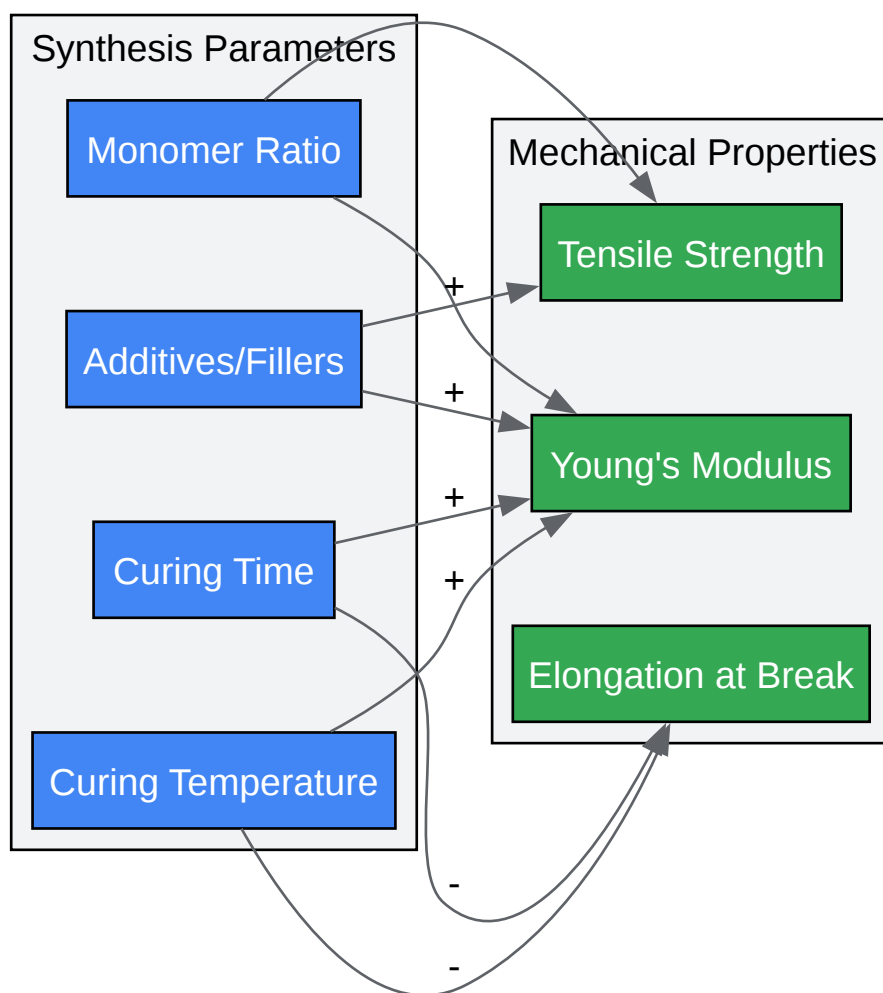 Synthesis Parameters
Monomer Ratio
Mechanical Properties
Tensile Strength
+
Additives/Fillers
+
Young's Modulus
+
Curing Time
+
Elongation at Break
Curing Temperature
-
-